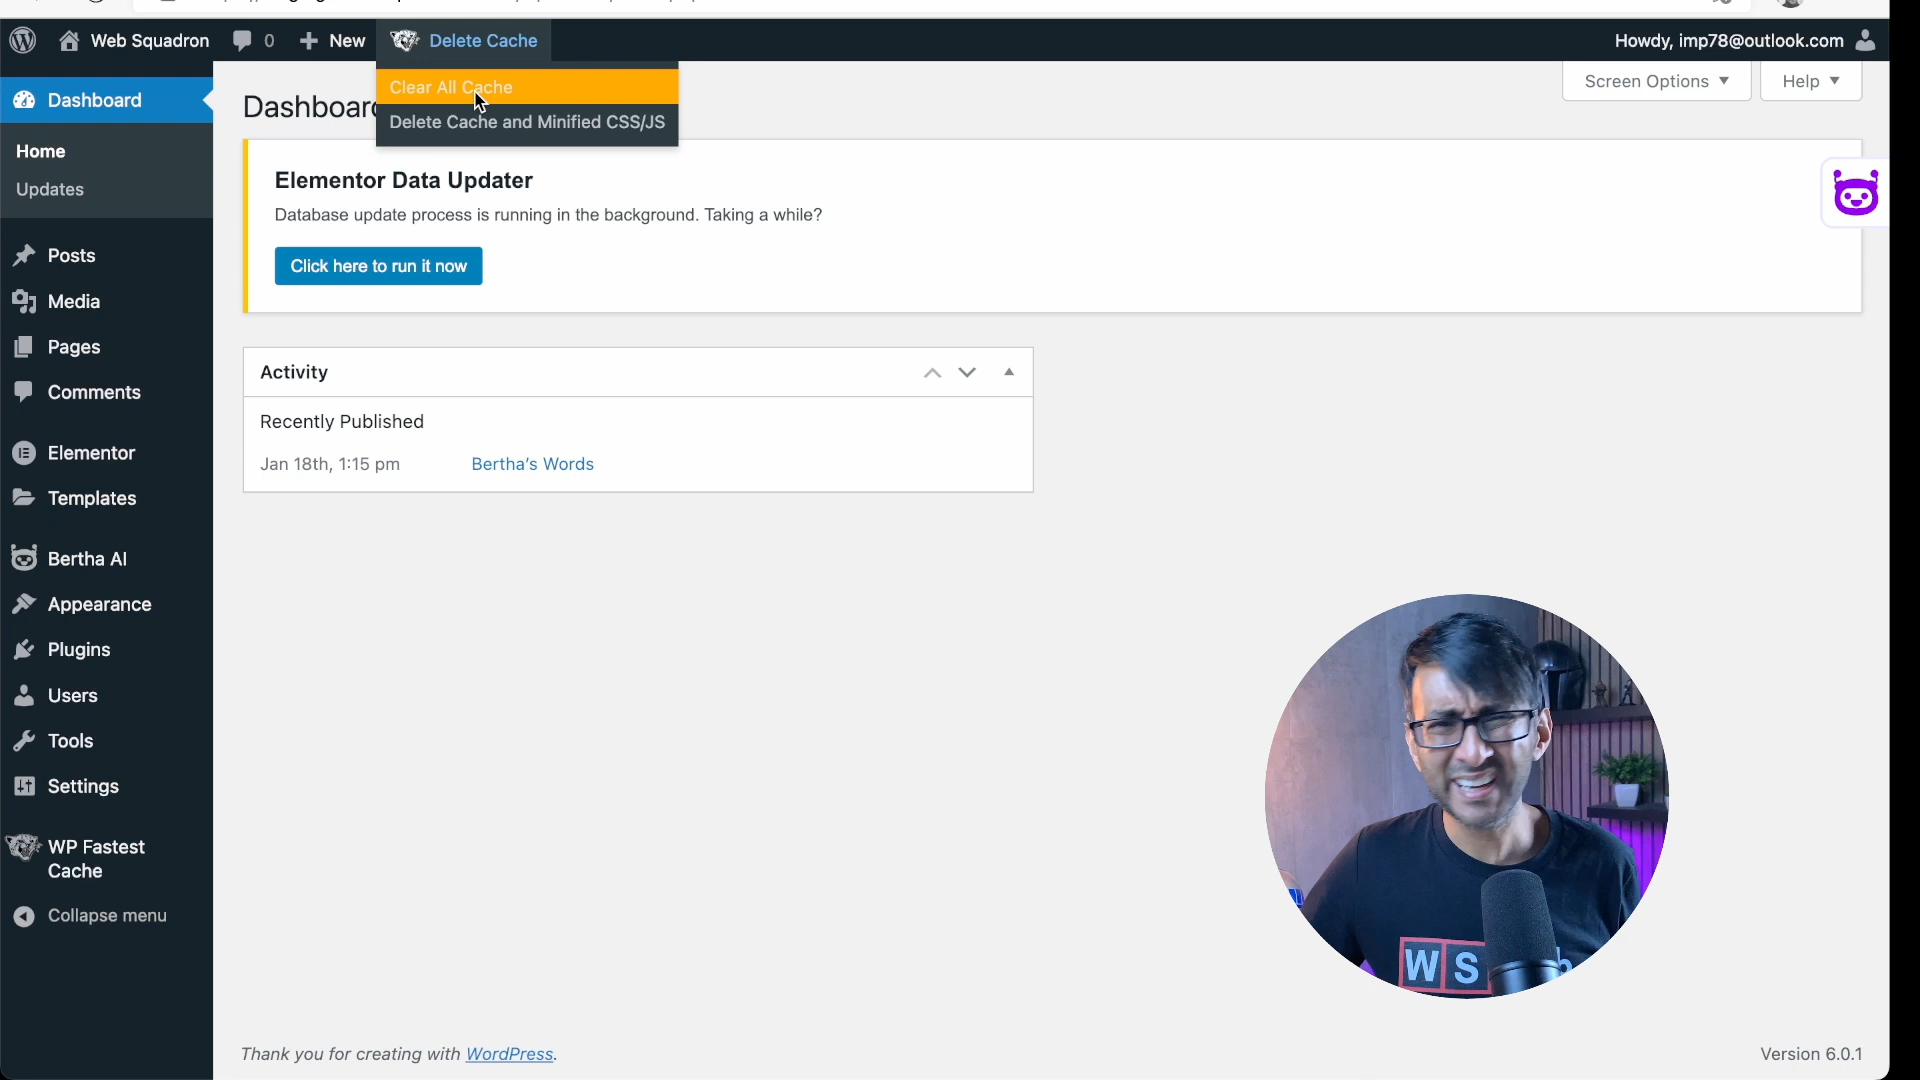 Web Squadron
0
New
Delete Cache
Howdy, imp78@outlook.com
Clear All Cache
Delete Cache and Minified CSS/JS
Screen Options
Help
Dashboard
Home
Updates
Posts
Media
Pages
Comments
Elementor
Templates
Bertha AI
Appearance
Plugins
Users
Tools
Settings
WP Fastest
Cache
Collapse menu
Dashboard
Elementor Data Updater
Database update process is running in the background. Taking a while?
Click here to run it now
Activity
Recently Published
Jan 18th, 1:15 pm
Bertha's Words
W S
Thank you for creating with WordPress.
Version 6.0.1